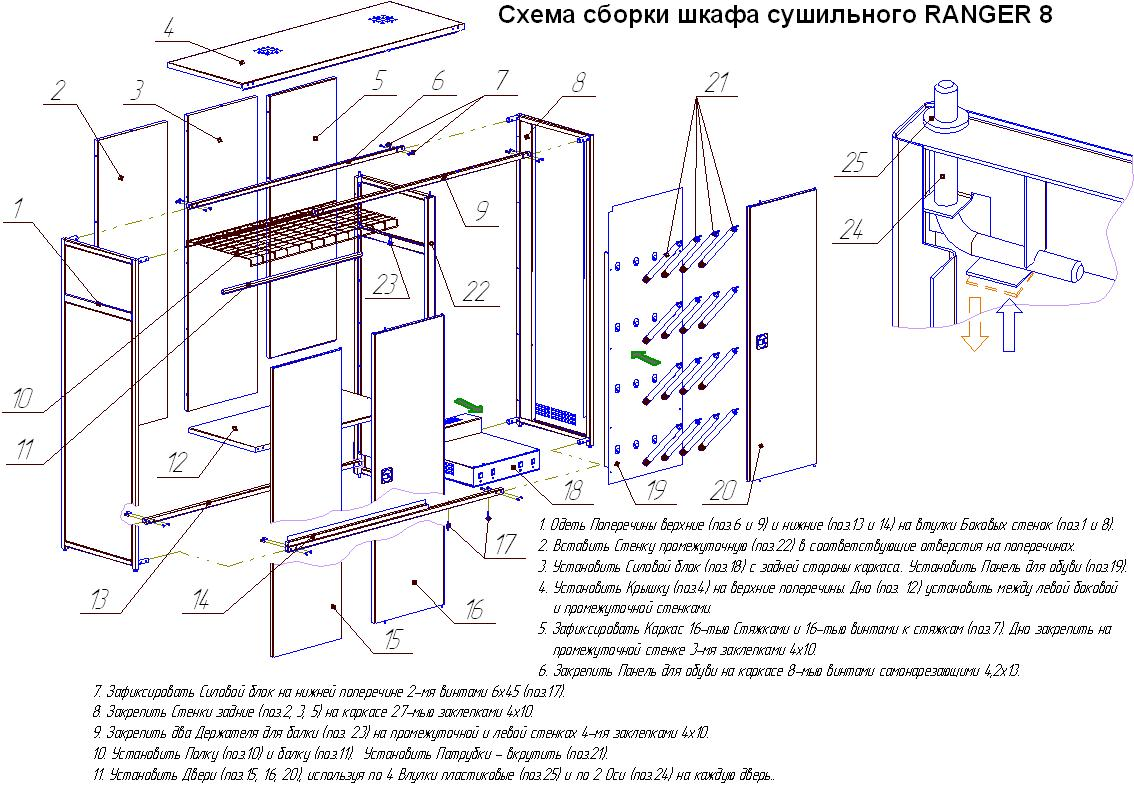 Схема сборки шкафа сушильного RANGER 8
4
2
3
5
6
7
8
21
25
24
1
9
23
22
10
11
12
18
19
20
13
14
17
15
16
1. Одеть Поперечины верхние (поз.6 и 9) и нижние (поз.13 и 14) на втулки Боковых стенок (поз.1 и 8).
2. Вставить Стенку промежуточную (поз.22) в соответствующие отверстия на поперечинах.
3. Установить Силовой блок (поз.18) с задней стороны каркаса. Установить Панель для обуви (поз.19).
4. Установить Крышку (поз.4) на верхние поперечины. Дно (поз. 12) установить между левой боковой
и промежуточной стенками.
5. Зафиксировать Каркас 16-тью Стяжками и 16-тью винтами к стяжкам (поз.7). Дно закрепить на
промежуточной стенке 3-мя заклепками 4х10.
6. Закрепить Панель для обуви на каркасе 8-мью винтами самонарезающими 4,2х13.
7. Зафиксировать Силовой блок на нижней поперечине 2-мя винтами 6х45 (поз.17).
8. Закрепить Стенки задние (поз.2, 3, 5) на каркасе 27-мью заклепками 4х10.
9. Закрепить два Держателя для балки (поз. 23) на промежуточной и левой стенках 4-мя заклепками 4х10.
10. Установить Полку (поз.10) и балку (поз.11). Установить Патрубки - вкрутить (поз.21).
11. Установить Двери (поз.15, 16, 20), используя по 4 Втулки пластиковые (поз.25) и по 2 Оси (поз.24) на каждую дверь..